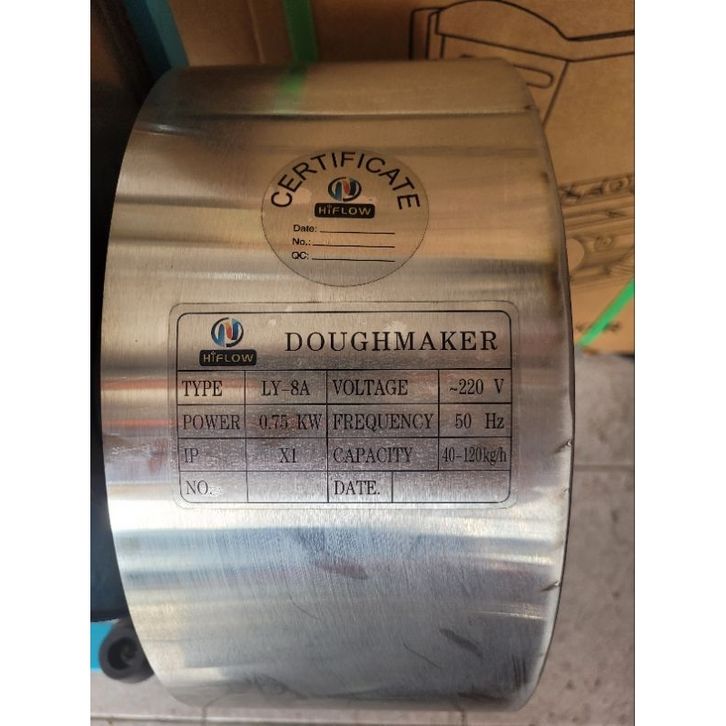 CERTIFICATE
HiFLOW
Date:
No.:
QC:
HiFLOW
DOUGHMAKER
TYPE LY-8A VOLTAGE ~220 V
POWER 0.75 KW FREQUENCY 50 Hz
IP X1 CAPACITY 40-120kg/h
NO. DATE.